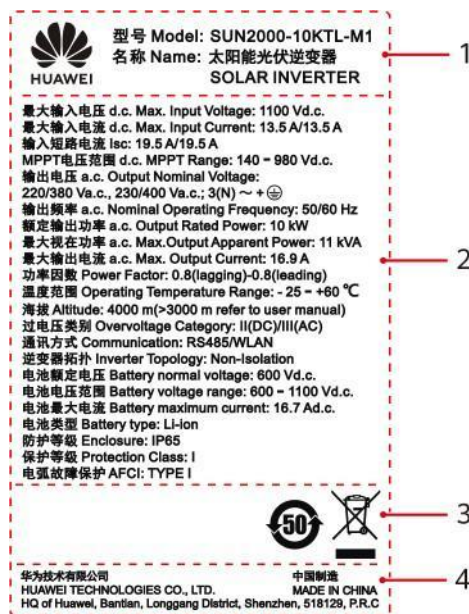 型号 Model: SUN2000-10KTL-M1
名称 Name: 太阳能光伏逆变器
SOLAR INVERTER
HUAWEI
1
最大输入电压 d.c. Max. Input Voltage: 1100 Vd.c.
最大输入电流 d.c. Max. Input Current: 13.5 A/13.5 A
输入短路电流 Isc: 19.5 A/19.5 A
MPPT电压范围 d.c. MPPT Range: 140 - 980 Vd.c.
输出电压 a.c. Output Nominal Voltage:
220/380 Va.c., 230/400 Va.c.; 3(N) ~ + ⏚
输出频率 a.c. Nominal Operating Frequency: 50/60 Hz
额定输出功率 a.c. Output Rated Power: 10 kW
最大视在功率 a.c. Max.Output Apparent Power: 11 kVA
最大输出电流 a.c. Max. Output Current: 16.9 A
功率因数 Power Factor: 0.8(lagging)-0.8(leading)
温度范围 Operating Temperature Range: - 25 - +60 ℃
海拔 Altitude: 4000 m(>3000 m refer to user manual)
过电压类别 Overvoltage Category: II(DC)/III(AC)
通讯方式 Communication: RS485/WLAN
逆变器拓扑 Inverter Topology: Non-Isolation
电池额定电压 Battery normal voltage: 600 Vd.c.
电池电压范围 Battery voltage range: 600 - 1100 Vd.c.
电池最大电流 Battery maximum current: 16.7 Ad.c.
电池类型 Battery type: Li-ion
防护等级 Enclosure: IP65
保护等级 Protection Class: I
电弧故障保护 AFCI: TYPE I
2
50
3
华为技术有限公司 中国制造
HUAWEI TECHNOLOGIES CO., LTD. MADE IN CHINA
HQ of Huawei, Bantian, Longgang District, Shenzhen, 518129, P.R.C
4